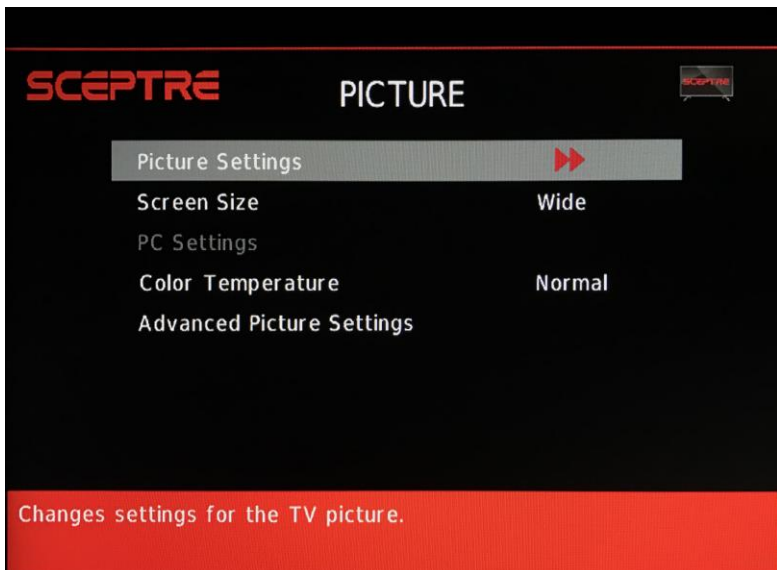 SCEPTRE PICTURE SCEPTRE
Picture Settings
Screen Size Wide
PC Settings
Color Temperature Normal
Advanced Picture Settings
Changes settings for the TV picture.